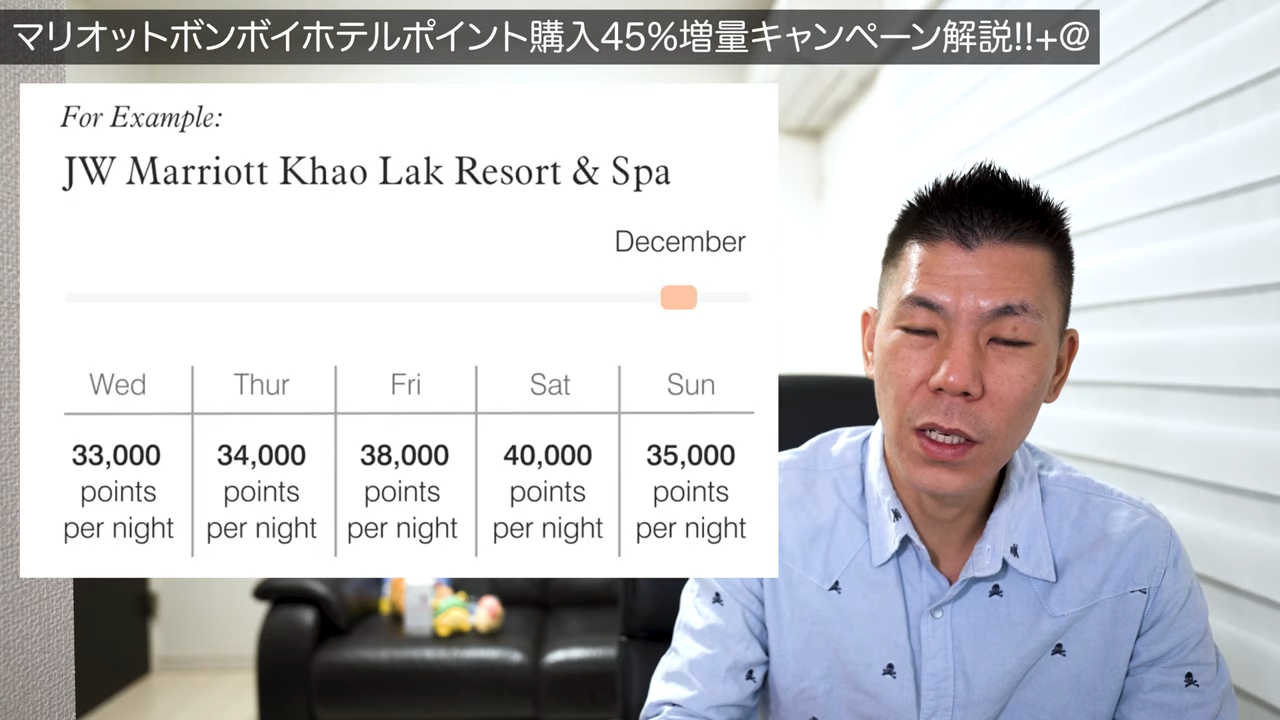 マリオットボンボイホテルポイント購入45%増量キャンペーン解説!!+@
For Example:
JW Marriott Khao Lak Resort & Spa
December
Wed Thur Fri Sat Sun
33,000 34,000 38,000 40,000 35,000
points points points points points
per night per night per night per night per night